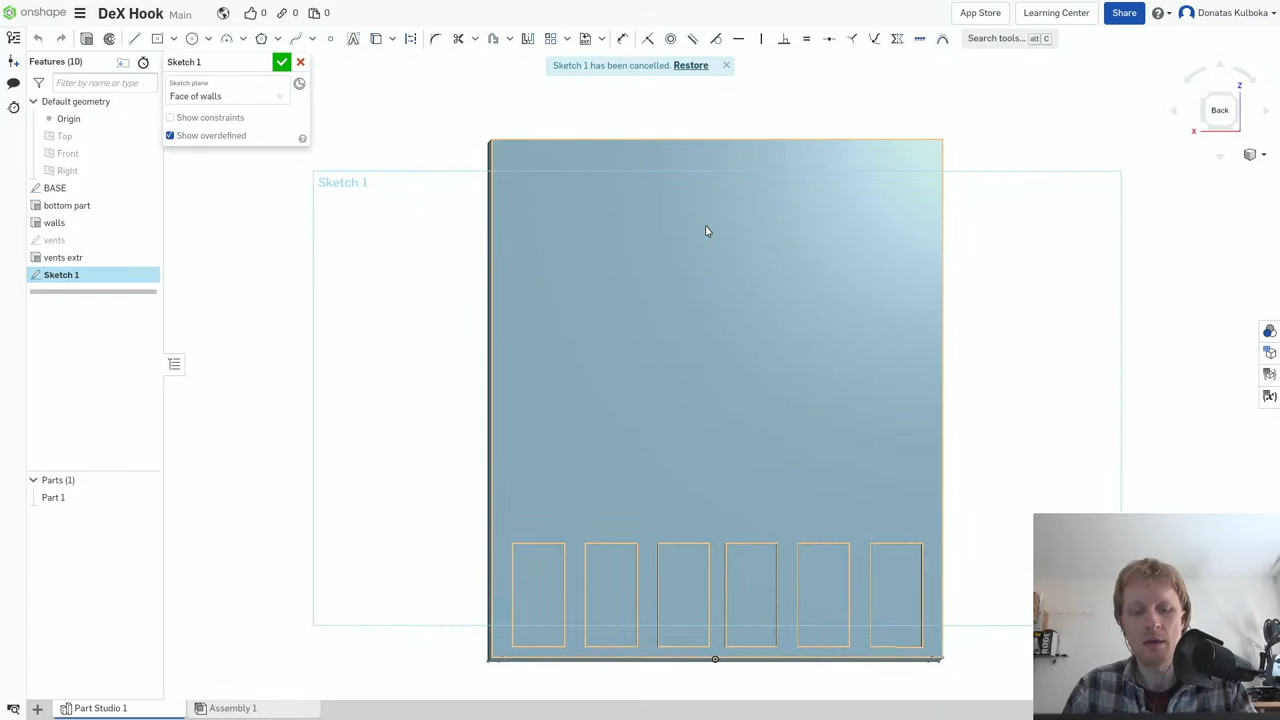 onshape
DeX Hook Main
0
0
0
App Store
Learning Center
Share
Donatas Kulboka
Search tools...
alt C
Features (10)
Filter by name or type
Default geometry
Origin
Top
Front
Right
BASE
bottom part
walls
vents
vents extr
Sketch 1
Sketch 1
Sketch plane
Face of walls
Show constraints
Show overdefined
Sketch 1 has been cancelled. Restore
Sketch 1
Z
Back
X
Parts (1)
Part 1
RODE
Part Studio 1
Assembly 1